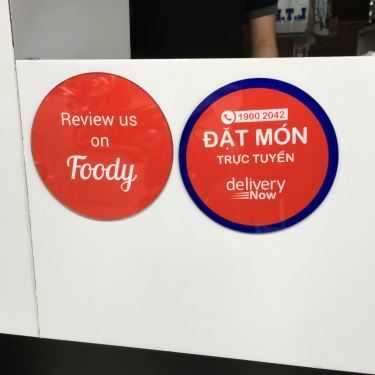 Review us
on
Foody
1900 2042
ĐẶT MÓN
TRỰC TUYẾN
delivery
Now